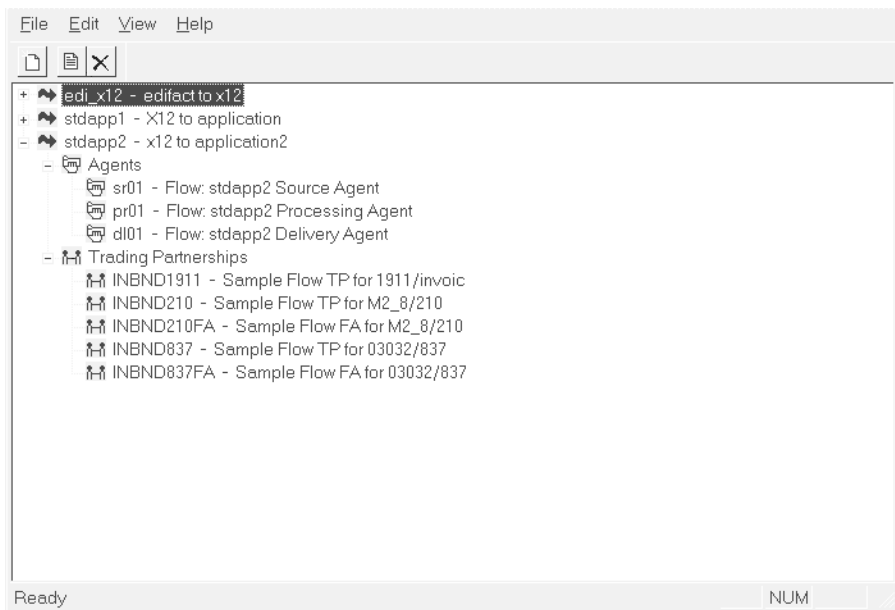 File Edit View Help
edi_x12 - edifact to x12
stdapp1 - X12 to application
stdapp2 - x12 to application2
Agents
sr01 - Flow: stdapp2 Source Agent
pr01 - Flow: stdapp2 Processing Agent
dl01 - Flow: stdapp2 Delivery Agent
Trading Partnerships
INBND1911 - Sample Flow TP for 1911/invoic
INBND210 - Sample Flow TP for M2_8/210
INBND210FA - Sample Flow FA for M2_8/210
INBND837 - Sample Flow TP for 03032/837
INBND837FA - Sample Flow FA for 03032/837
Ready NUM